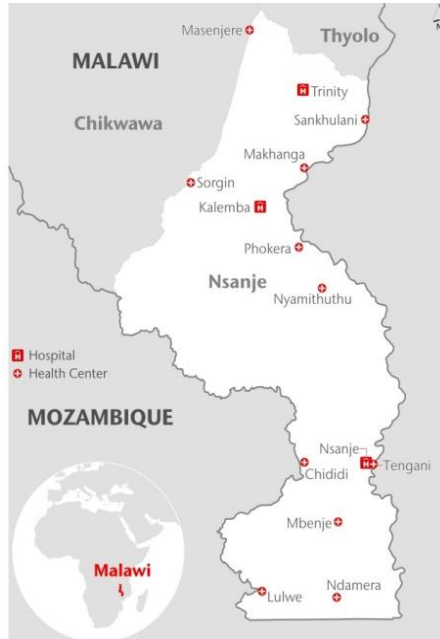 Masenjere
Thyolo
MALAWI
Trinity
Chikwawa
Sankhulani
Makhanga
Sorgin
Kalemba
Phokera
Nsanje
Nyamithuthu
Hospital
Health Center
MOZAMBIQUE
Nsanje
Tengani
Chididi
Mbenje
Malawi
Lulwe
Ndamera